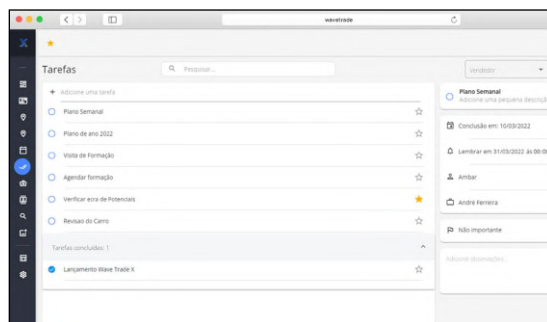 wavetrade
Tarefas
Pesquisar...
Vendedor
Adicione uma tarefa
Plano Semanal
Plano de ano 2022
Visita de Formação
Agendar formação
Verificar ecra de Potenciais
Revisao do Carro
Tarefas concluídas: 1
Lançamento Wave Trade X
Plano Semanal
Adicione uma pequena descriçã
Conclusão em: 10/03/2022
Lembrar em 31/03/2022 às 00:00
Ambar
André Ferreira
Não importante
Adicione observações...